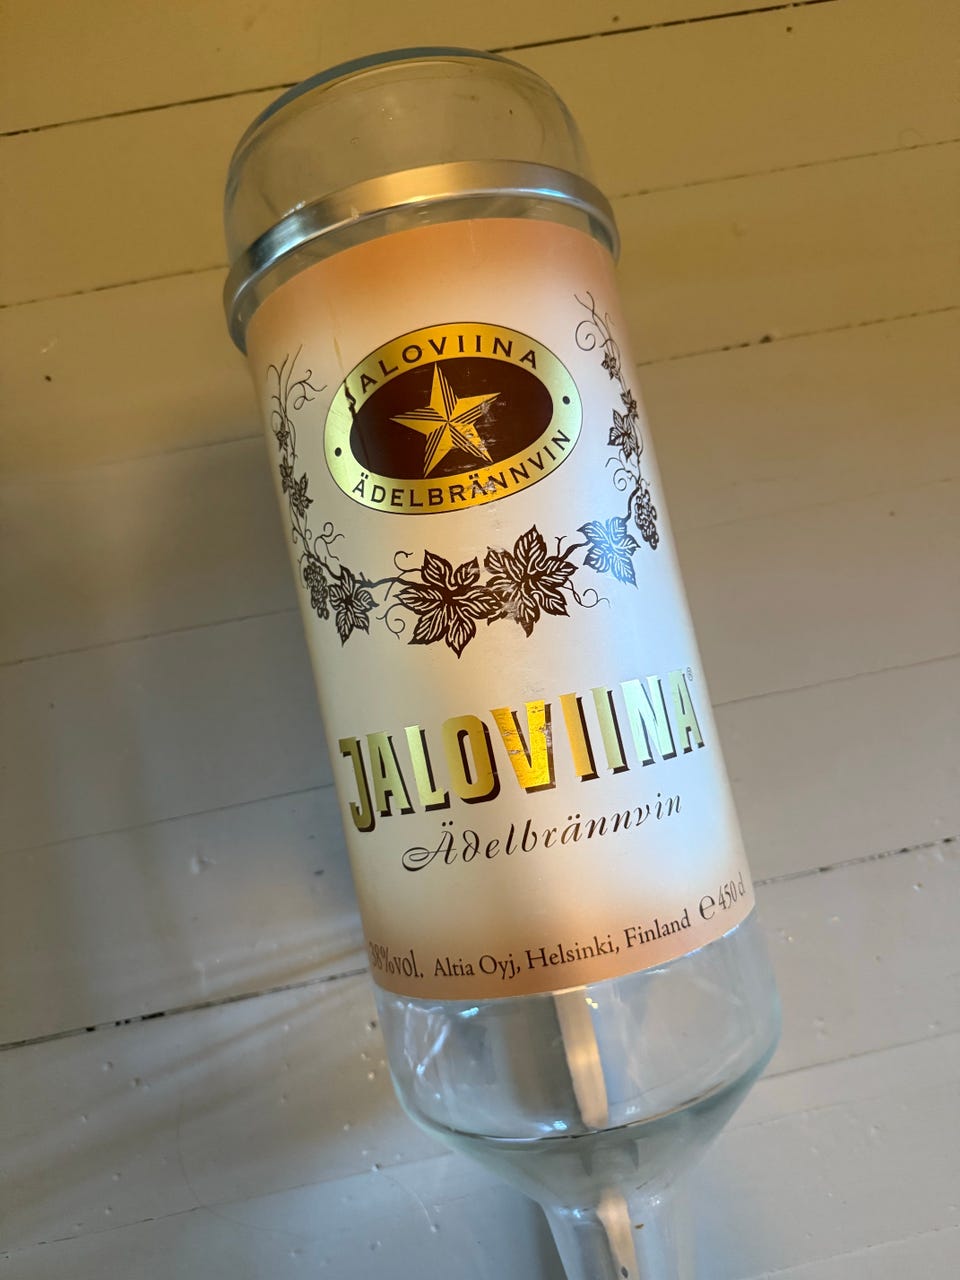 JALOVIINA
ÄDELBRÄNNVIN
JALOVIINA®
Ädelbrännvin
38%vol. Altia Oyj, Helsinki, Finland ℮ 450 cl